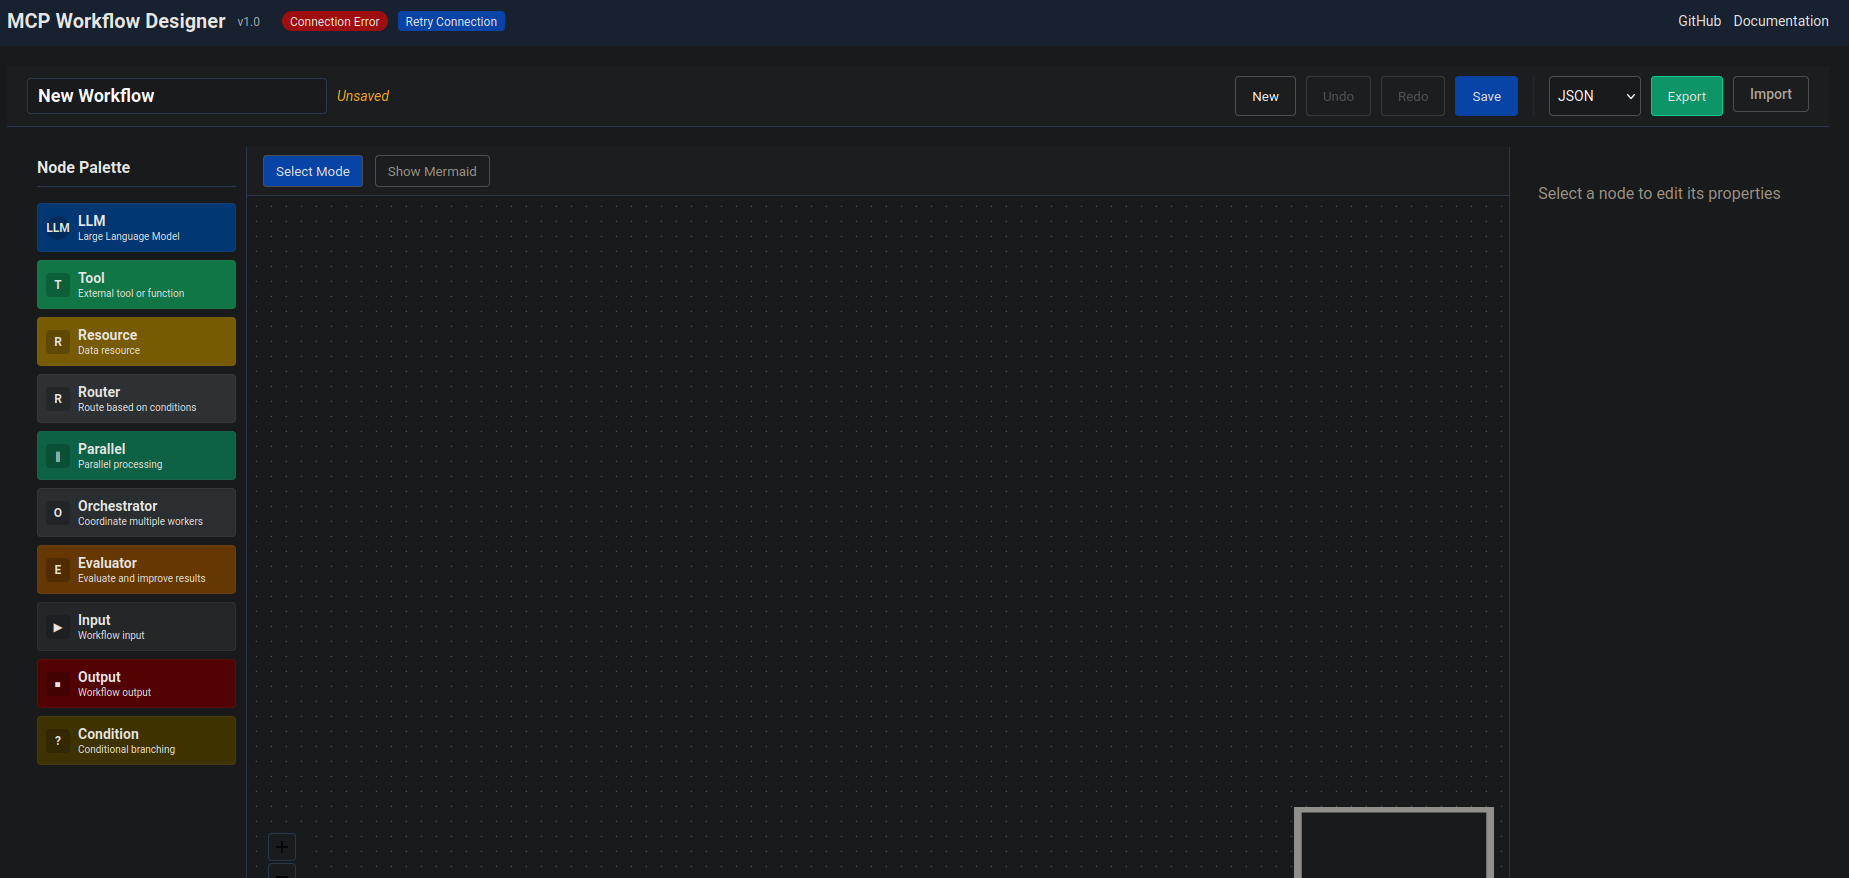 MCP Workflow Designer v1.0 Connection Error Retry Connection GitHub Documentation
New Workflow Unsaved New Undo Redo Save JSON Export Import
Node Palette
Select Mode Show Mermaid
Select a node to edit its properties
LLM LLM
Large Language Model
T Tool
External tool or function
R Resource
Data resource
R Router
Route based on conditions
|| Parallel
Parallel processing
O Orchestrator
Coordinate multiple workers
E Evaluator
Evaluate and improve results
▶ Input
Workflow input
■ Output
Workflow output
? Condition
Conditional branching
+